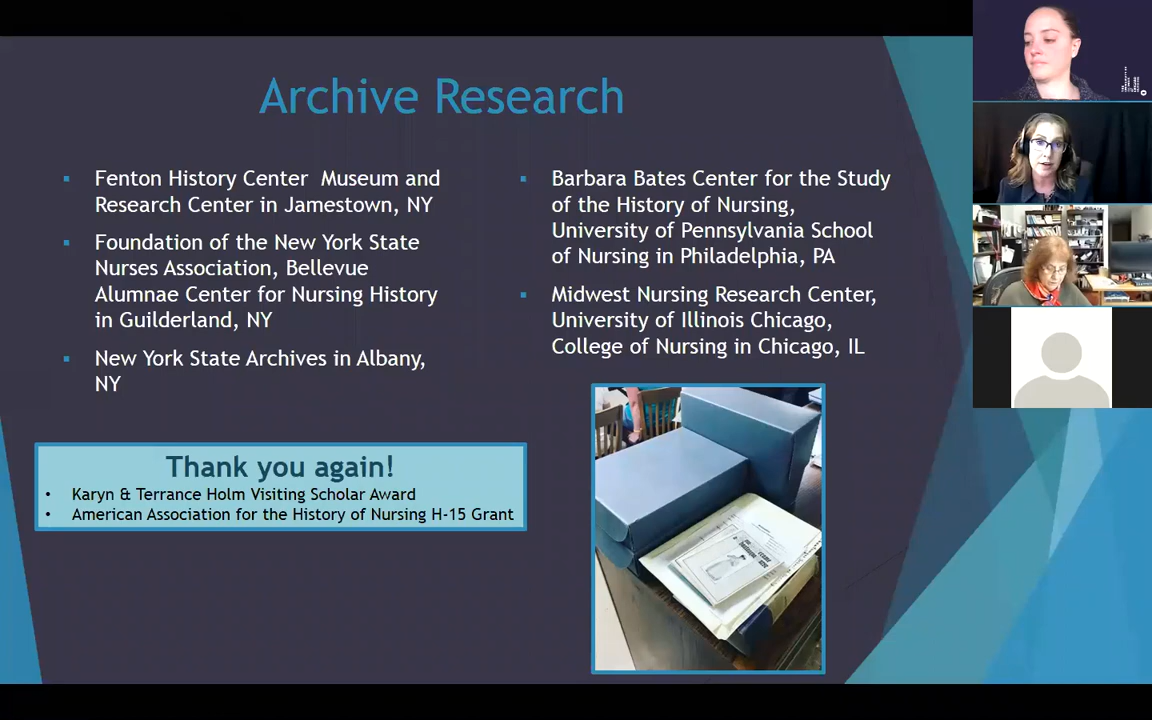 Archive Research
Fenton History Center Museum and
Research Center in Jamestown, NY
Foundation of the New York State
Nurses Association, Bellevue
Alumnae Center for Nursing History
in Guilderland, NY
New York State Archives in Albany,
NY
Barbara Bates Center for the Study
of the History of Nursing,
University of Pennsylvania School
of Nursing in Philadelphia, PA
Midwest Nursing Research Center,
University of Illinois Chicago,
College of Nursing in Chicago, IL
Thank you again!
• Karyn & Terrance Holm Visiting Scholar Award
• American Association for the History of Nursing H-15 Grant